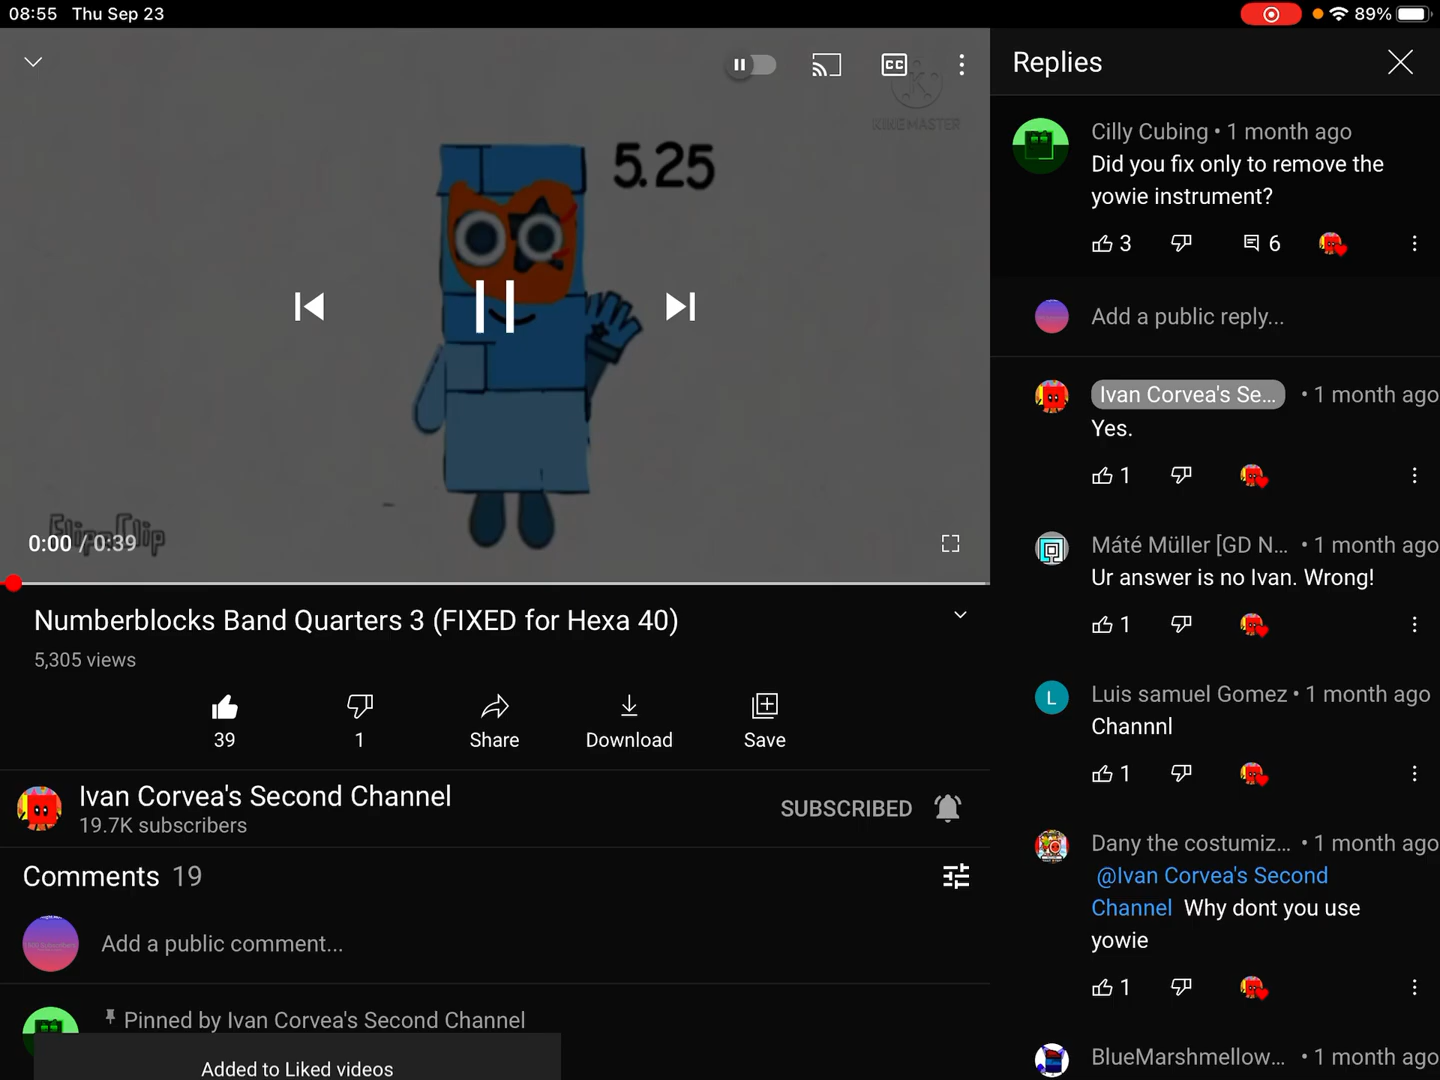 08:55 Thu Sep 23
89%
CC
KINEMASTER
5.25
FlipaClip
0:00 / 0:39
Numberblocks Band Quarters 3 (FIXED for Hexa 40)
5,305 views
39
1
Share
Download
Save
Ivan Corvea's Second Channel
19.7K subscribers
SUBSCRIBED
Comments 19
Add a public comment...
Pinned by Ivan Corvea's Second Channel
Added to Liked videos
Replies
Cilly Cubing • 1 month ago
Did you fix only to remove the
yowie instrument?
3
6
Add a public reply...
Ivan Corvea's Se... • 1 month ago
Yes.
1
Máté Müller [GD N... • 1 month ago
Ur answer is no Ivan. Wrong!
1
L
Luis samuel Gomez • 1 month ago
Channnl
1
Dany the costumiz... • 1 month ago
@Ivan Corvea's Second
Channel Why dont you use
yowie
1
BlueMarshmellow... • 1 month ago